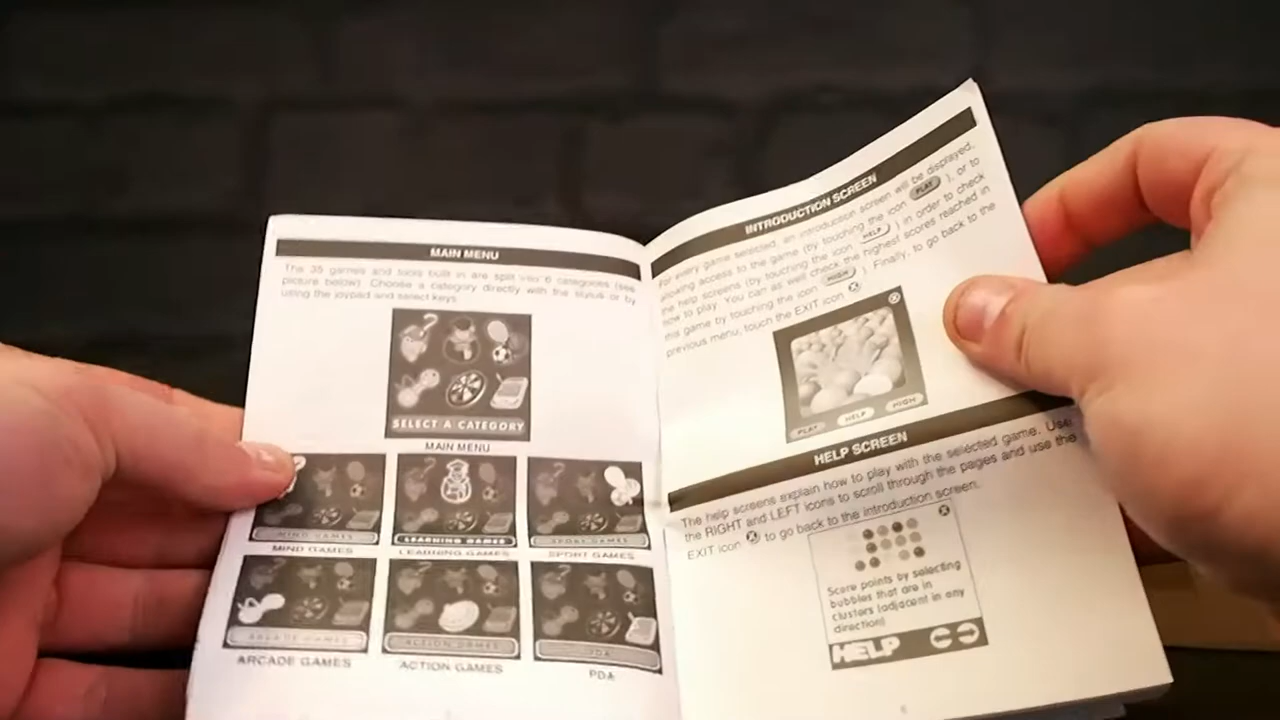 MAIN MENU
The 35 games and tools built in are split into 6 categories (see
picture below). Choose a category directly with the stylus or by
using the joypad and select keys.
SELECT A CATEGORY
MAIN MENU
MIND GAMES
LEARNING GAMES
SPORT GAMES
MIND GAMES
LEARNING GAMES
SPORT GAMES
ARCADE GAMES
ACTION GAMES
PDA
ARCADE GAMES
ACTION GAMES
PDA
INTRODUCTION SCREEN
For every game selected, an introduction screen will be displayed,
allowing access to the game (by touching the icon PLAY ), or to
the help screens (by touching the icon HELP ) in order to check
how to play. You can as well check the highest scores reached in
this game by touching the icon HIGH ). Finally, to go back to the
previous menu, touch the EXIT icon X
X
PLAY HELP HIGH
HELP SCREEN
The help screens explain how to play with the selected game. Use
the RIGHT and LEFT icons to scroll through the pages and use the
EXIT icon X to go back to the introduction screen.
X
Score points by selecting
bubbles that are in
clusters (adjacent in any
direction)
HELP